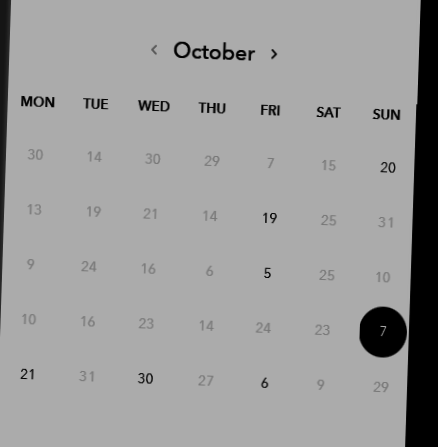 ‹ October ›
MON TUE WED THU FRI SAT SUN
30 14 30 29 7 15 20
13 19 21 14 19 25 31
9 24 16 6 5 25 10
10 16 23 14 24 23 7
21 31 30 27 6 9 29